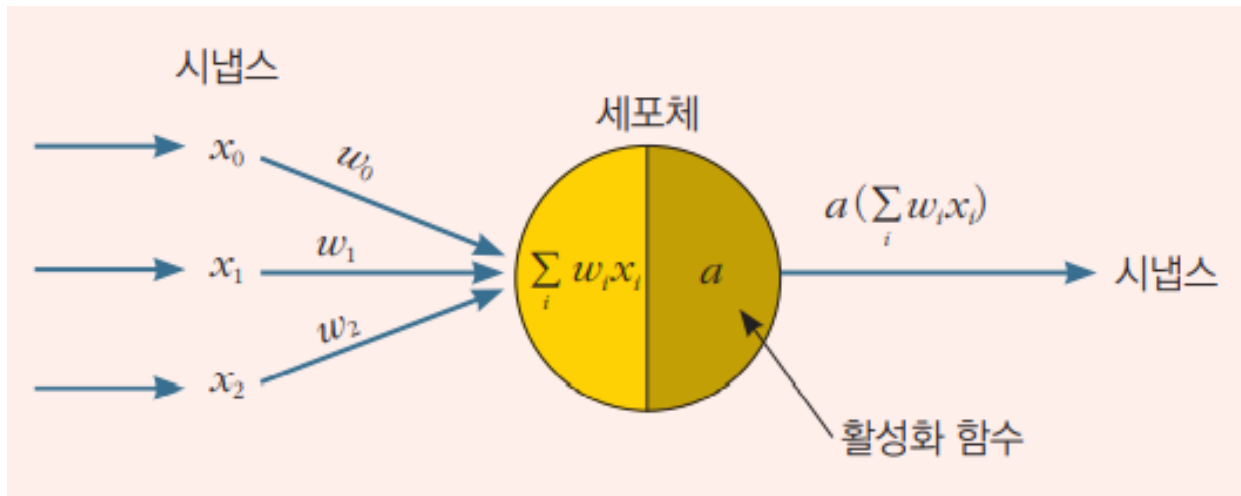 시냅스
세포체
x₀
w₀
a(∑ᵢ wᵢxᵢ)
x₁
w₁
∑ᵢ wᵢxᵢ
a
시냅스
w₂
x₂
활성화 함수